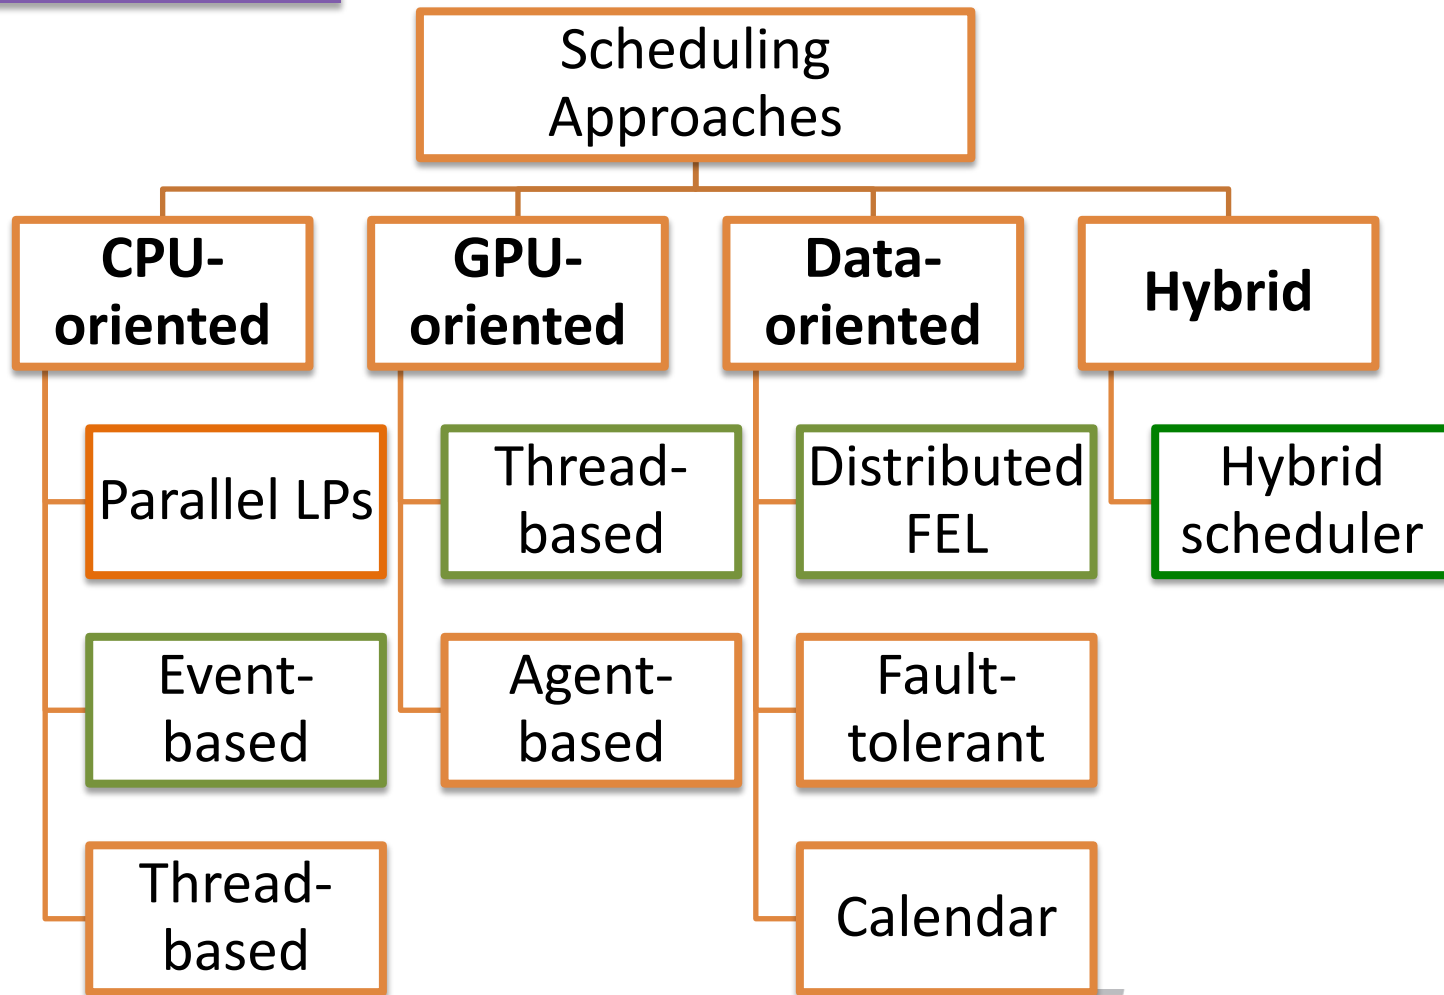 Scheduling
Approaches
CPU-
oriented
GPU-
oriented
Data-
oriented
Hybrid
Parallel LPs
Thread-
based
Distributed
FEL
Hybrid
scheduler
Event-
based
Agent-
based
Fault-
tolerant
Thread-
based
Calendar